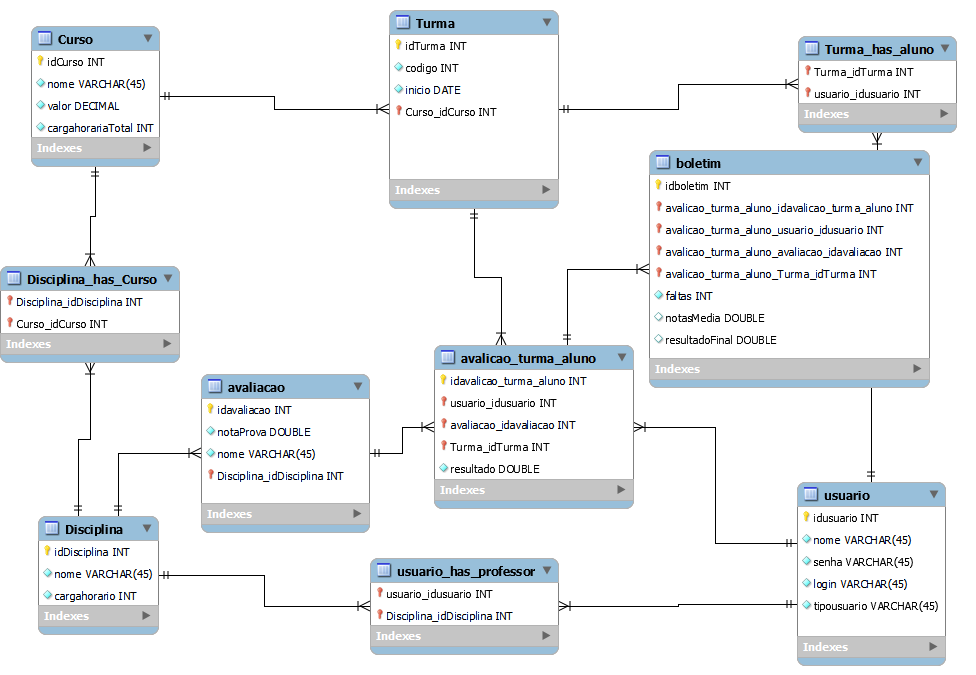 Curso
idCurso INT
nome VARCHAR(45)
valor DECIMAL
cargahorariaTotal INT
Indexes
Turma
idTurma INT
codigo INT
inicio DATE
Curso_idCurso INT
Indexes
Turma_has_aluno
Turma_idTurma INT
usuario_idusuario INT
Indexes
boletim
idboletim INT
avalicao_turma_aluno_idavalicao_turma_aluno INT
avalicao_turma_aluno_usuario_idusuario INT
avalicao_turma_aluno_avaliacao_idavaliacao INT
avalicao_turma_aluno_Turma_idTurma INT
faltas INT
notasMedia DOUBLE
resultadoFinal DOUBLE
Indexes
Disciplina_has_Curso
Disciplina_idDisciplina INT
Curso_idCurso INT
Indexes
avaliacao
idavaliacao INT
notaProva DOUBLE
nome VARCHAR(45)
Disciplina_idDisciplina INT
Indexes
avalicao_turma_aluno
idavalicao_turma_aluno INT
usuario_idusuario INT
avaliacao_idavaliacao INT
Turma_idTurma INT
resultado DOUBLE
Indexes
Disciplina
idDisciplina INT
nome VARCHAR(45)
cargahorario INT
Indexes
usuario_has_professor
usuario_idusuario INT
Disciplina_idDisciplina INT
Indexes
usuario
idusuario INT
nome VARCHAR(45)
senha VARCHAR(45)
login VARCHAR(45)
tipousuario VARCHAR(45)
Indexes